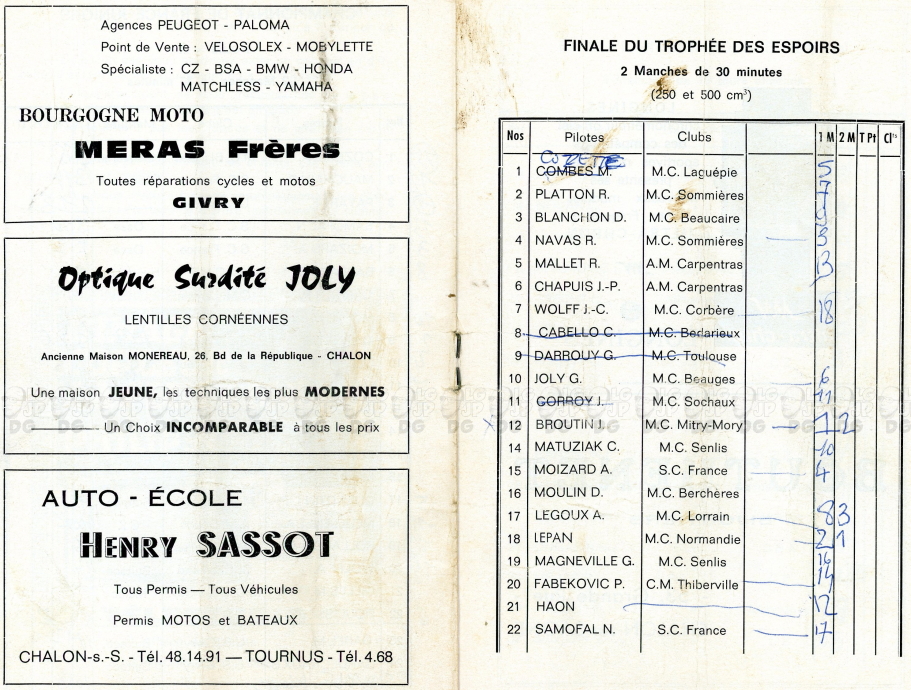 Agences PEUGEOT - PALOMA
Point de Vente : VELOSOLEX - MOBYLETTE
Spécialiste : CZ - BSA - BMW - HONDA
MATCHLESS - YAMAHA
BOURGOGNE MOTO
MERAS Frères
Toutes réparations cycles et motos
GIVRY
Optique Surdité JOLY
LENTILLES CORNÉENNES
Ancienne Maison MONEREAU, 26, Bd de la République - CHALON
Une maison JEUNE, les techniques les plus MODERNES
Un Choix INCOMPARABLE à tous les prix
AUTO - ÉCOLE
HENRY SASSOT
Tous Permis — Tous Véhicules
Permis MOTOS et BATEAUX
CHALON-s.-S. - Tél. 48.14.91 — TOURNUS - Tél. 4.68
FINALE DU TROPHÉE DES ESPOIRS
2 Manches de 30 minutes
(250 et 500 cm³)
Nos Pilotes Clubs 1 M 2 M T Pt Clts
COZETTE
1 COMBES M. M.C. Laguépie 5
2 PLATTON R. M.C. Sommières 7
3 BLANCHON D. M.C. Beaucaire 9
4 NAVAS R. M.C. Sommières 3
5 MALLET R. A.M. Carpentras 13
6 CHAPUIS J.-P. A.M. Carpentras
7 WOLFF J.-C. M.C. Corbère 18
8 CABELLO C. M.C. Bedarieux
9 DARROUY G. M.C. Toulouse
10 JOLY G. M.C. Beauges 6
11 GORROY J. M.C. Sochaux 11
12 BROUTIN J. M.C. Mitry-Mory 1 2
14 MATUZIAK C. M.C. Senlis 10
15 MOIZARD A. S.C. France 4
16 MOULIN D. M.C. Berchères
17 LEGOUX A. M.C. Lorrain 8 3
18 LEPAN M.C. Normandie 2 1
19 MAGNEVILLE G. M.C. Senlis 16
20 FABEKOVIC P. C.M. Thiberville 14
21 HAON 12
22 SAMOFAL N. S.C. France 17